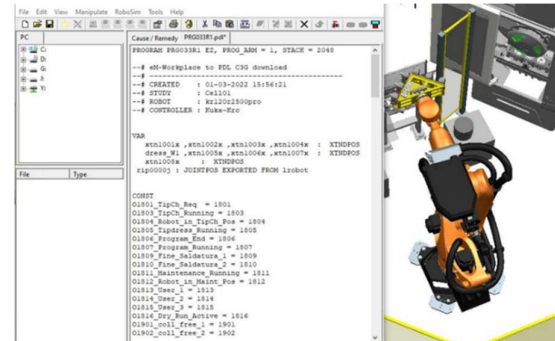 File Edit View Manipulate RoboSim Tools Help
PC
C:
D:
G:
Y:
File Type
Cause / Remedy PRG033R1.pdl*
PROGRAM PRG033R1 EZ, PROG_ARM = 1, STACK = 2048
--# eM-Workplace to PDL C3G download
--# ------------------------------------------------
--# CREATED : 01-03-2022 15:56:21
--# STUDY : Cell01
--# ROBOT : kr120r2500pro
--# CONTROLLER : Kuka-Krc
VAR
xtn1001x ,xtn1002x ,xtn1003x ,xtn1004x : XTNDPOS
dress_W1 ,xtn1005x ,xtn1006x ,xtn1007x : XTNDPOS
xtn1008x : XTNDPOS
rip0000j : JOINTPOS EXPORTED FROM lrobot
CONST
O1801_TipCh_Req = 1801
O1803_TipCh_Running = 1803
O1804_Robot_in_TipCh_Pos = 1804
O1805_Tipdress_Running = 1805
O1806_Program_End = 1806
O1807_Program_Running = 1807
O1809_Fine_Saldatura_1 = 1809
O1810_Fine_Saldatura_2 = 1810
O1811_Maintenance_Running = 1811
O1812_Robot_in_Maint_Pos = 1812
O1813_User_1 = 1813
O1814_User_2 = 1814
O1815_User_3 = 1815
O1816_Dry_Run_Active = 1816
O1901_coll_free_1 = 1901
O1902_coll_free_2 = 1902